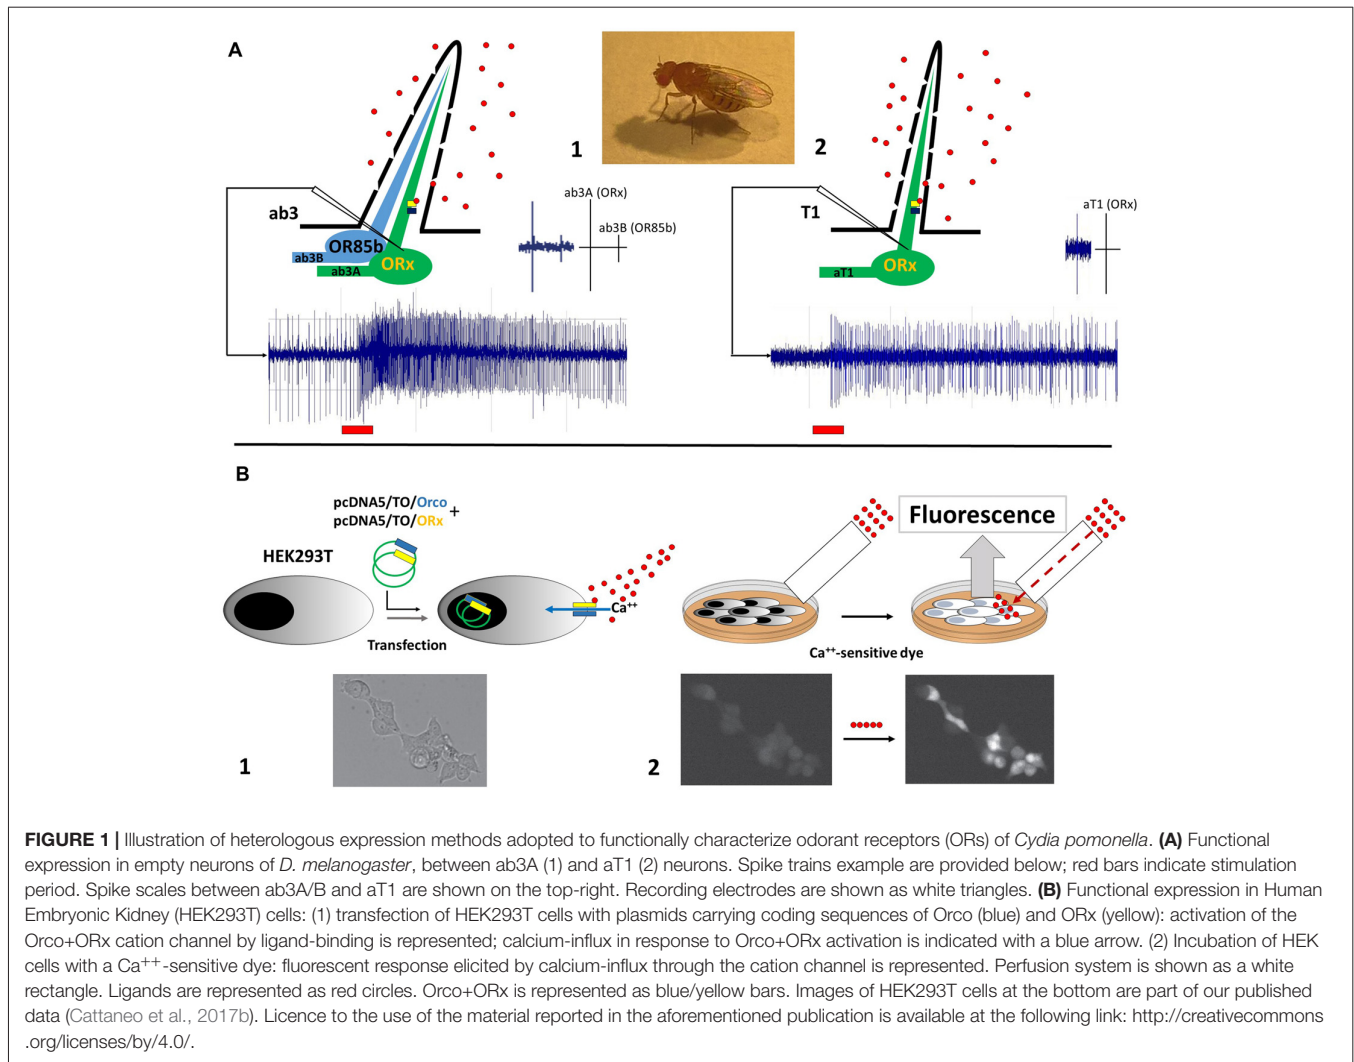 A
1
2
ab3
OR85b
ab3B
ORx
ab3A
ab3A (ORx)
ab3B (OR85b)
T1
ORx
aT1
aT1 (ORx)
B
pcDNA5/TO/Orco
pcDNA5/TO/ORx
+
HEK293T
Transfection
Ca⁺⁺
1
Fluorescence
Ca⁺⁺-sensitive dye
2
FIGURE 1 | Illustration of heterologous expression methods adopted to functionally characterize odorant receptors (ORs) of Cydia pomonella. (A) Functional
expression in empty neurons of D. melanogaster, between ab3A (1) and aT1 (2) neurons. Spike trains example are provided below; red bars indicate stimulation
period. Spike scales between ab3A/B and aT1 are shown on the top-right. Recording electrodes are shown as white triangles. (B) Functional expression in Human
Embryonic Kidney (HEK293T) cells: (1) transfection of HEK293T cells with plasmids carrying coding sequences of Orco (blue) and ORx (yellow): activation of the
Orco+ORx cation channel by ligand-binding is represented; calcium-influx in response to Orco+ORx activation is indicated with a blue arrow. (2) Incubation of HEK
cells with a Ca⁺⁺-sensitive dye: fluorescent response elicited by calcium-influx through the cation channel is represented. Perfusion system is shown as a white
rectangle. Ligands are represented as red circles. Orco+ORx is represented as blue/yellow bars. Images of HEK293T cells at the bottom are part of our published
data (Cattaneo et al., 2017b). Licence to the use of the material reported in the aforementioned publication is available at the following link: http://creativecommons
.org/licenses/by/4.0/.